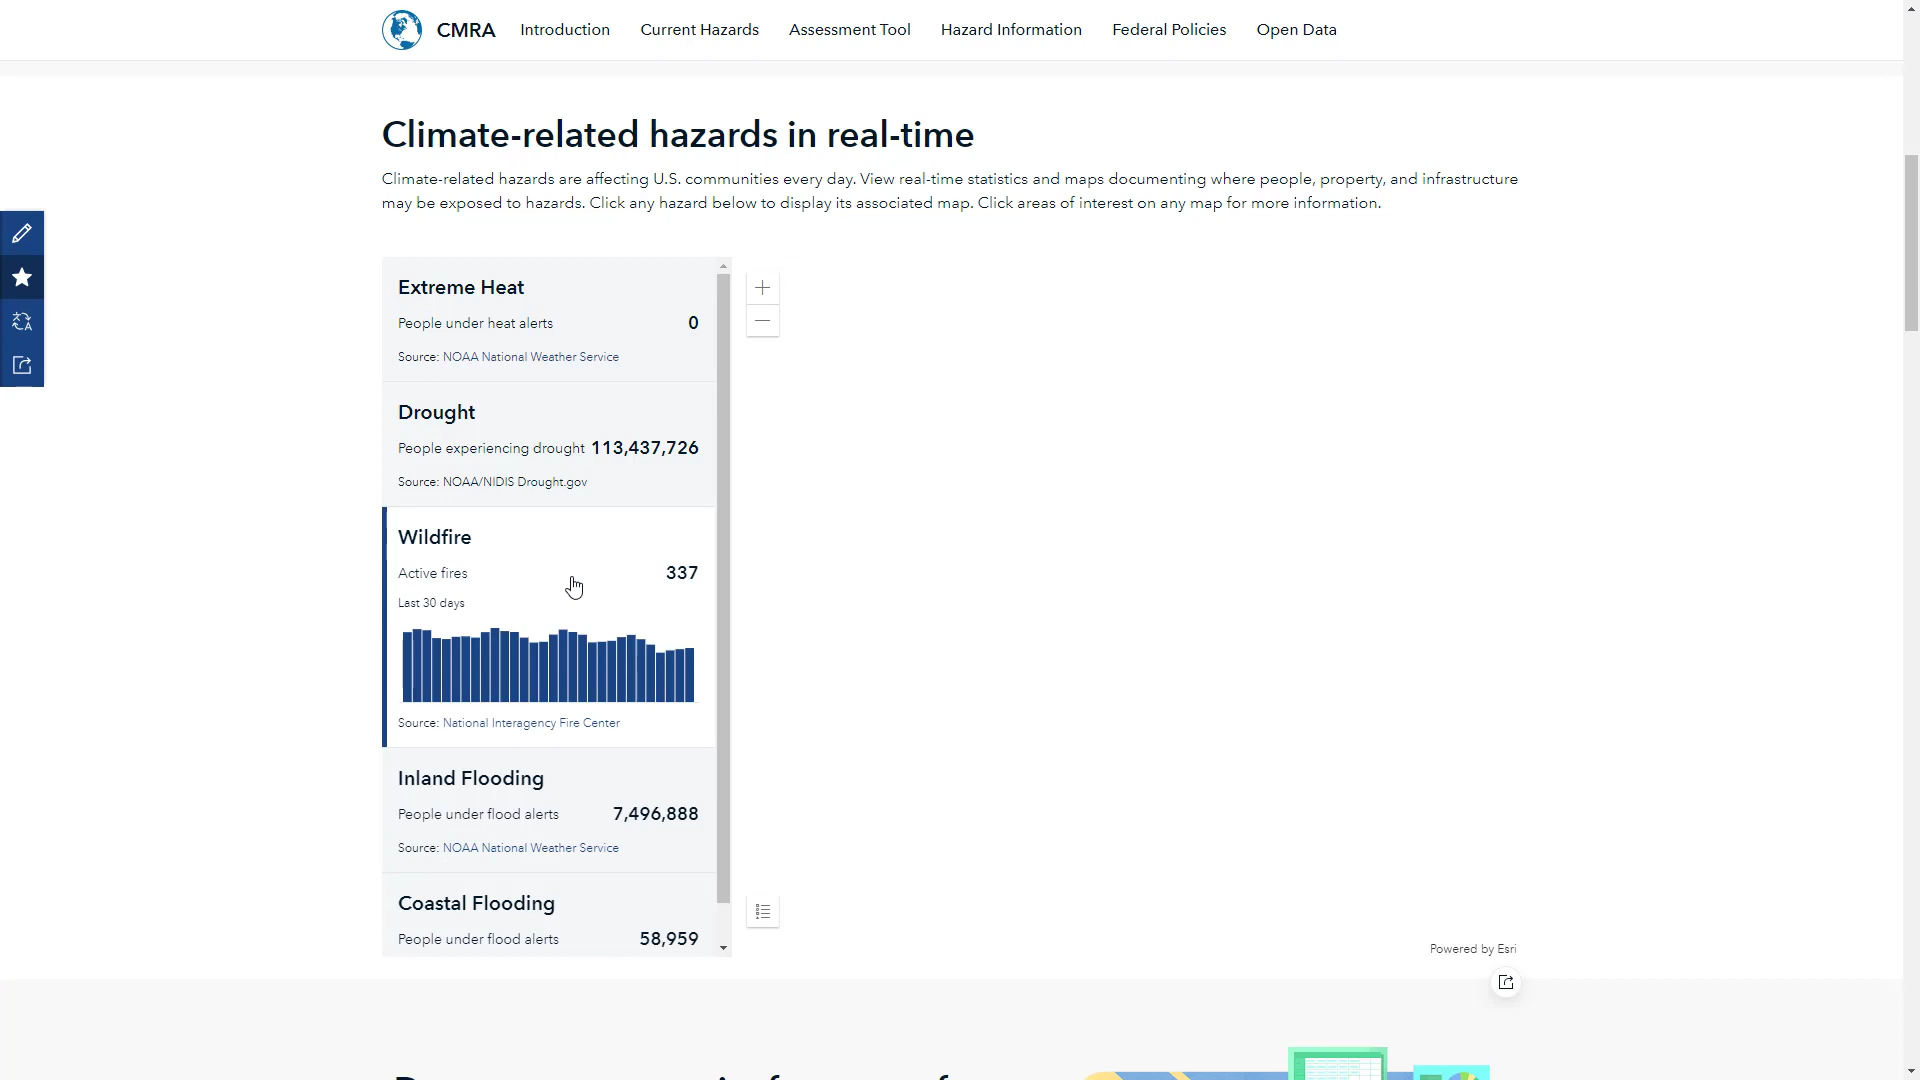 CMRA Introduction Current Hazards Assessment Tool Hazard Information Federal Policies Open Data
Climate-related hazards in real-time
Climate-related hazards are affecting U.S. communities every day. View real-time statistics and maps documenting where people, property, and infrastructure
may be exposed to hazards. Click any hazard below to display its associated map. Click areas of interest on any map for more information.
Extreme Heat
People under heat alerts 0
Source: NOAA National Weather Service
Drought
People experiencing drought 113,437,726
Source: NOAA/NIDIS Drought.gov
Wildfire
Active fires 337
Last 30 days
Source: National Interagency Fire Center
Inland Flooding
People under flood alerts 7,496,888
Source: NOAA National Weather Service
Coastal Flooding
People under flood alerts 58,959
Powered by Esri